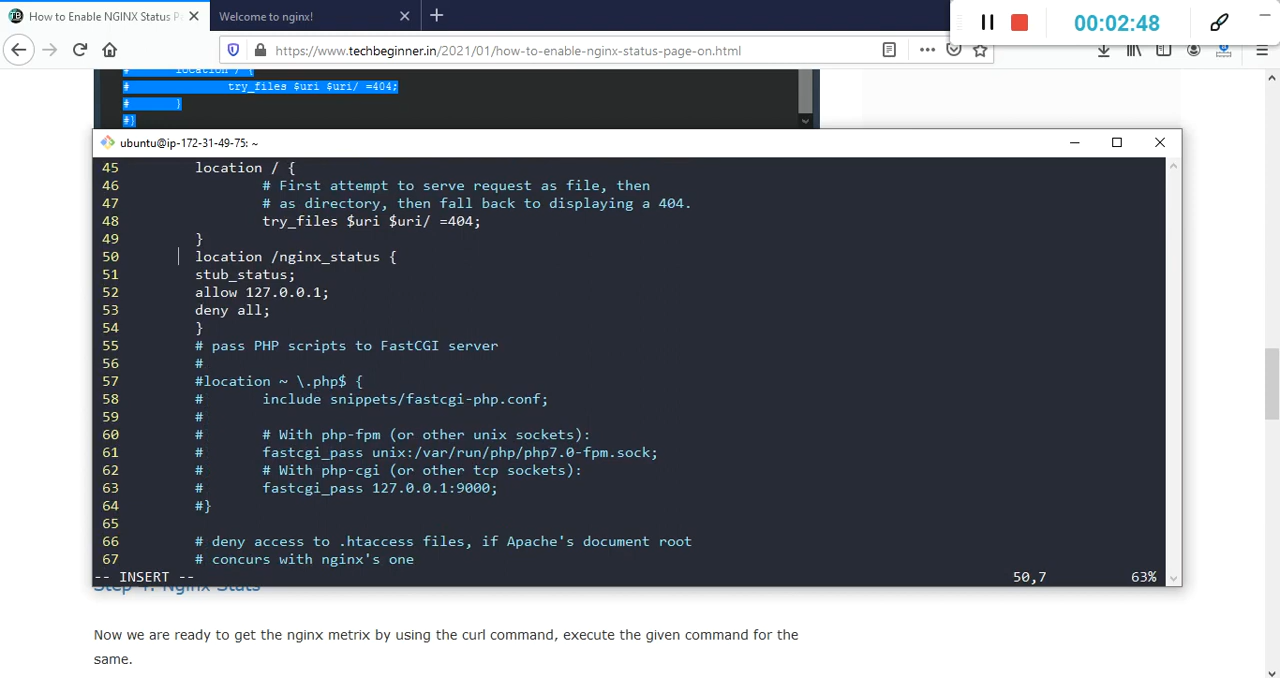 How to Enable NGINX Status P
Welcome to nginx!
00:02:48
https://www.techbeginner.in/2021/01/how-to-enable-nginx-status-page-on.html
# location / {
# try_files $uri $uri/ =404;
# }
#}
ubuntu@ip-172-31-49-75: ~
45 location / {
46 # First attempt to serve request as file, then
47 # as directory, then fall back to displaying a 404.
48 try_files $uri $uri/ =404;
49 }
50 location /nginx_status {
51 stub_status;
52 allow 127.0.0.1;
53 deny all;
54 }
55 # pass PHP scripts to FastCGI server
56 #
57 #location ~ \.php$ {
58 # include snippets/fastcgi-php.conf;
59 #
60 # # With php-fpm (or other unix sockets):
61 # fastcgi_pass unix:/var/run/php/php7.0-fpm.sock;
62 # # With php-cgi (or other tcp sockets):
63 # fastcgi_pass 127.0.0.1:9000;
64 #}
65
66 # deny access to .htaccess files, if Apache's document root
67 # concurs with nginx's one
-- INSERT -- 50,7 63%
Step 4: Nginx Stats
Now we are ready to get the nginx metrix by using the curl command, execute the given command for the
same.